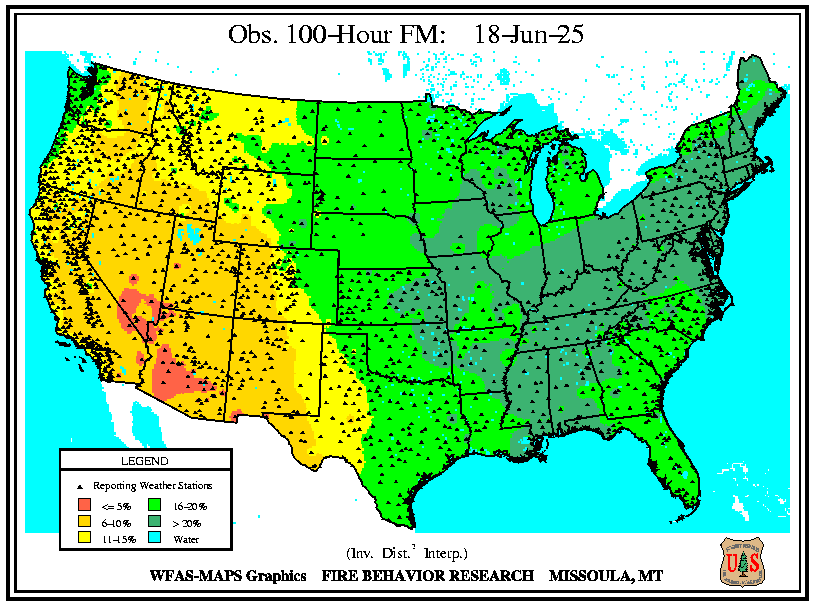 Obs. 100-Hour FM: 18-Jun-25
LEGEND
Reporting Weather Stations
<= 5% 16-20%
6-10% > 20%
11-15% Water
(Inv. Dist.² Interp.)
WFAS-MAPS Graphics FIRE BEHAVIOR RESEARCH MISSOULA, MT
U S